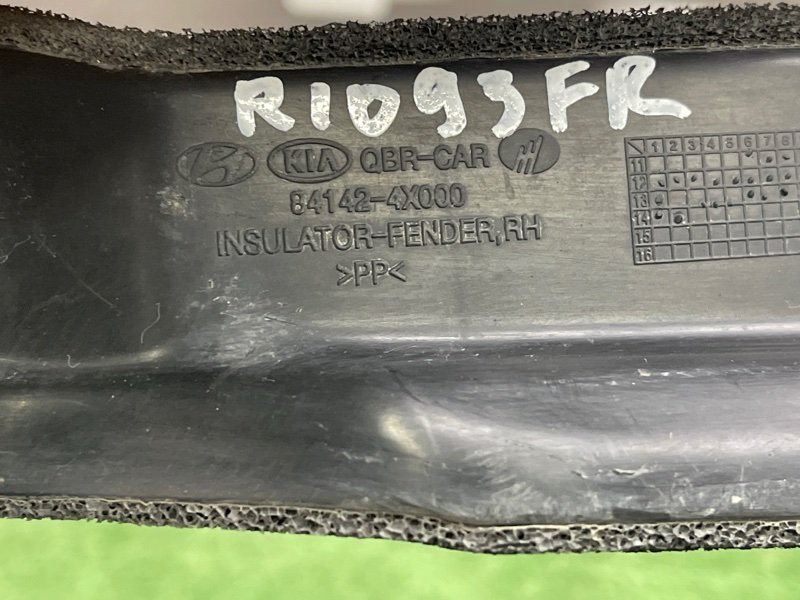 R1093FR
KIA QBR-CAR
84142-4X000
INSULATOR-FENDER,RH
>PP<
1 2 3 4 5 6 7 8
11
12
13
14
15
16